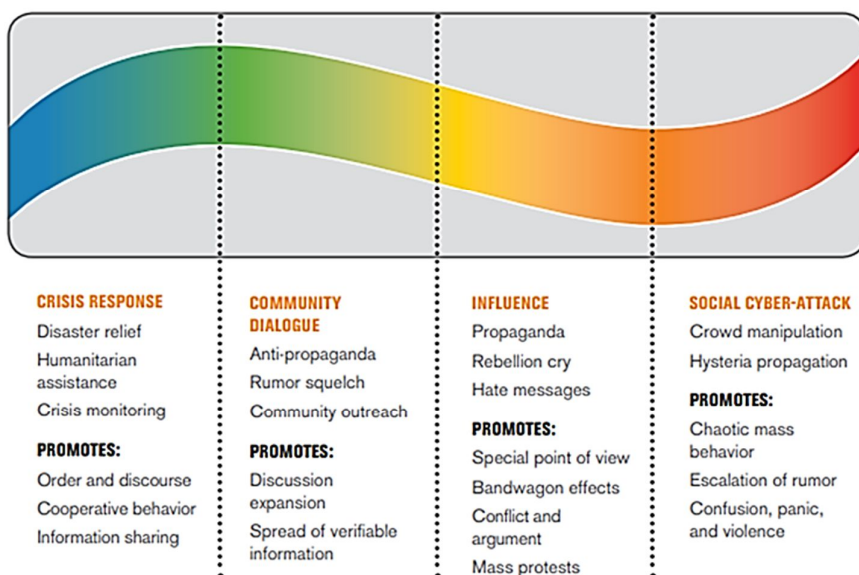 CRISIS RESPONSE
Disaster relief
Humanitarian
assistance
Crisis monitoring
PROMOTES:
Order and discourse
Cooperative behavior
Information sharing
COMMUNITY
DIALOGUE
Anti-propaganda
Rumor squelch
Community outreach
PROMOTES:
Discussion
expansion
Spread of verifiable
information
INFLUENCE
Propaganda
Rebellion cry
Hate messages
PROMOTES:
Special point of view
Bandwagon effects
Conflict and
argument
Mass protests
SOCIAL CYBER-ATTACK
Crowd manipulation
Hysteria propagation
PROMOTES:
Chaotic mass
behavior
Escalation of rumor
Confusion, panic,
and violence